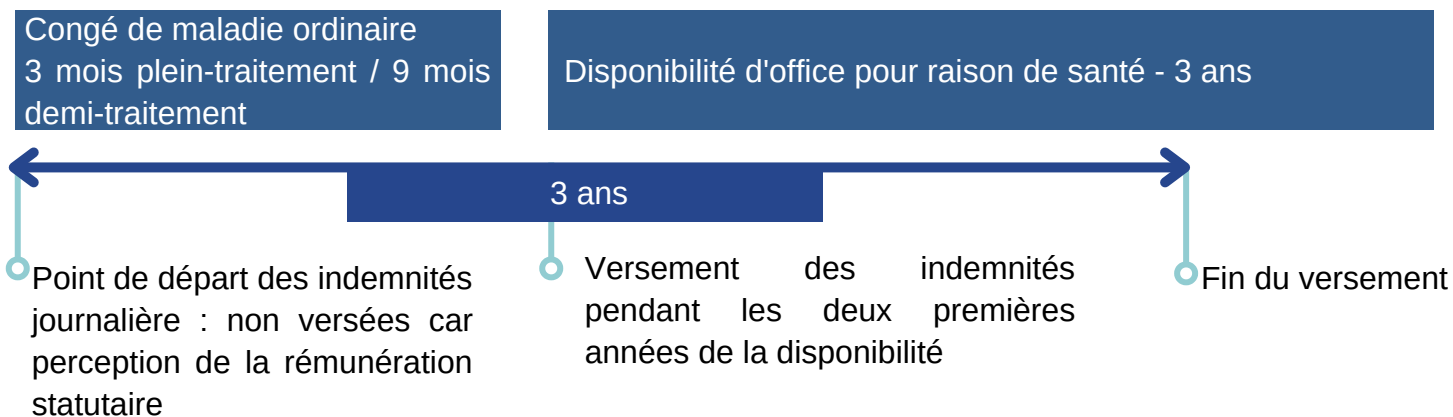 Congé de maladie ordinaire
3 mois plein-traitement / 9 mois
demi-traitement
Disponibilité d'office pour raison de santé - 3 ans
3 ans
Point de départ des indemnités
journalière : non versées car
perception de la rémunération
statutaire
Versement des indemnités
pendant les deux premières
années de la disponibilité
Fin du versement